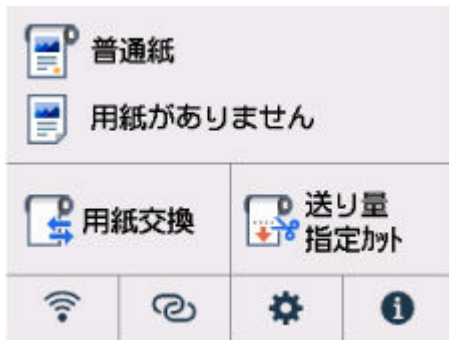 普通紙
用紙がありません
用紙交換
送り量
指定ｶｯﾄ